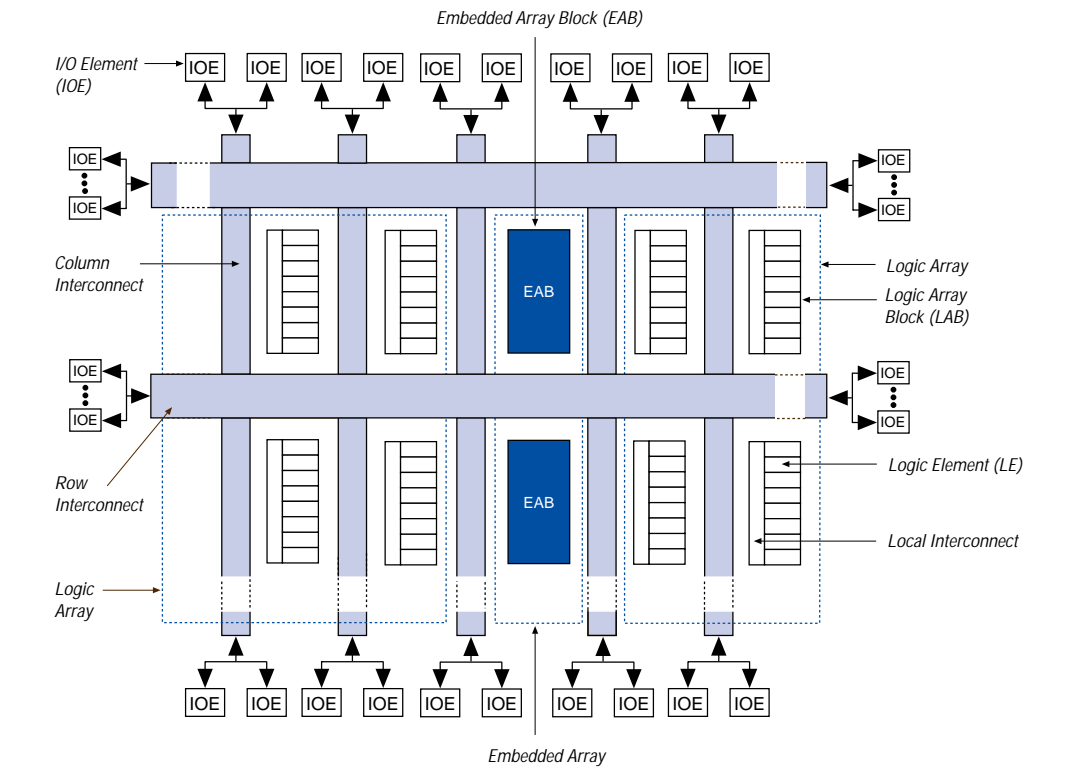 Embedded Array Block (EAB)
I/O Element
(IOE)
IOE IOE IOE IOE IOE IOE IOE IOE IOE IOE
IOE IOE
IOE IOE
Column
Interconnect
EAB
Logic Array
Logic Array
Block (LAB)
IOE IOE
IOE IOE
Logic Element (LE)
Row
Interconnect
EAB
Local Interconnect
Logic
Array
IOE IOE IOE IOE IOE IOE IOE IOE IOE IOE
Embedded Array